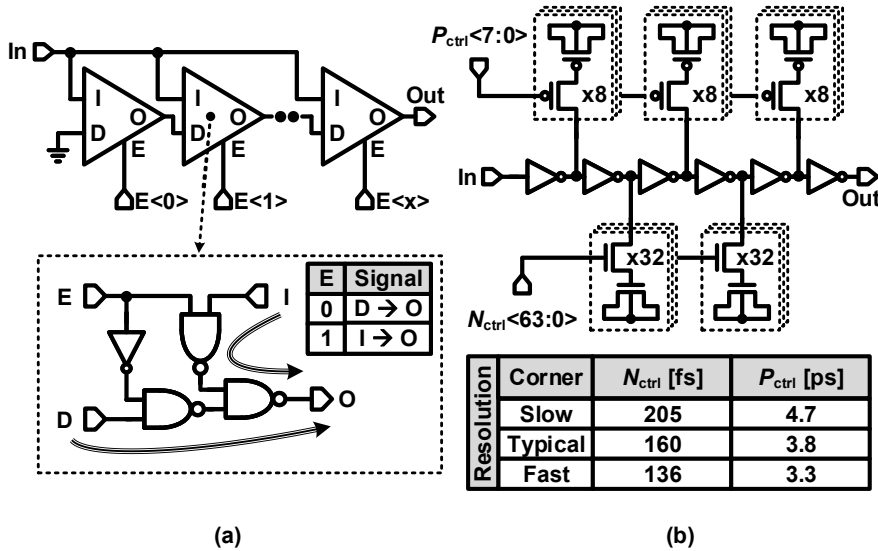 In
I
D
O
E
I
D
O
E
I
D
O
E
Out
E<0>
E<1>
E<x>
E
I
D
O
E Signal
0 D → O
1 I → O
(a)
P_ctrl<7:0>
x8
x8
x8
In
Out
x32
x32
N_ctrl<63:0>
Resolution
Corner N_ctrl [fs] P_ctrl [ps]
Slow 205 4.7
Typical 160 3.8
Fast 136 3.3
(b)